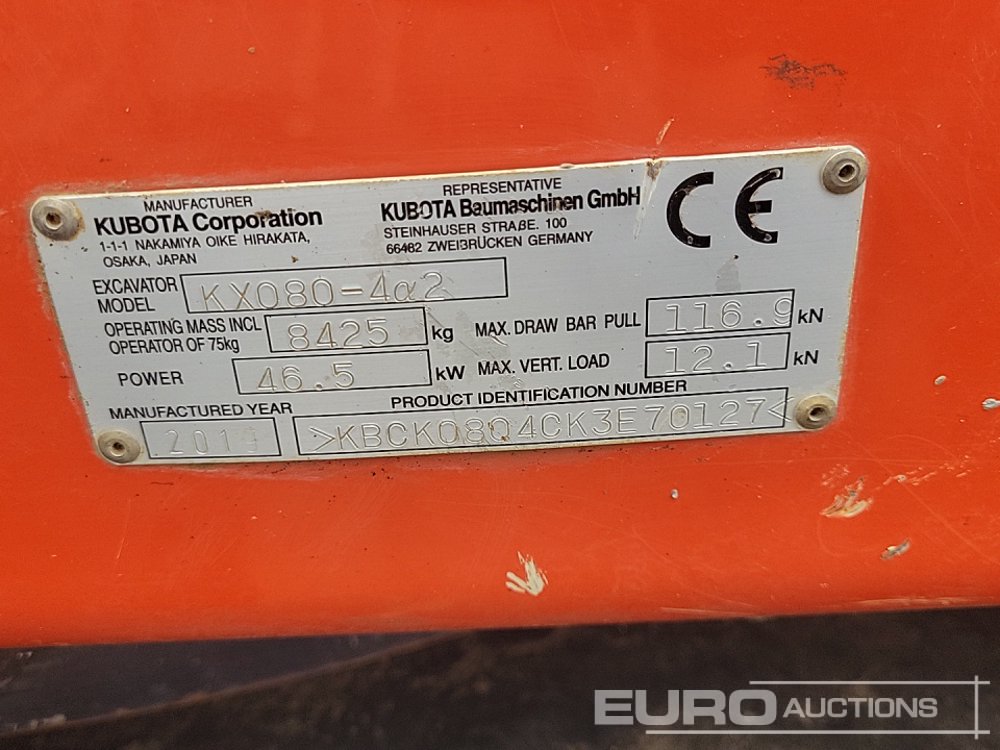 MANUFACTURER
KUBOTA Corporation
1-1-1 NAKAMIYA OIKE HIRAKATA,
OSAKA, JAPAN
REPRESENTATIVE
KUBOTA Baumaschinen GmbH
STEINHAUSER STRAßE. 100
66482 ZWEIBRÜCKEN GERMANY
CE
EXCAVATOR MODEL KX080-4α2
OPERATING MASS INCL OPERATOR OF 75kg 8425 kg
MAX. DRAW BAR PULL 116.9 kN
POWER 46.5 kW
MAX. VERT. LOAD 12.1 kN
MANUFACTURED YEAR 2019
PRODUCT IDENTIFICATION NUMBER
>KBCK0804CK3E70127<
EURO AUCTIONS